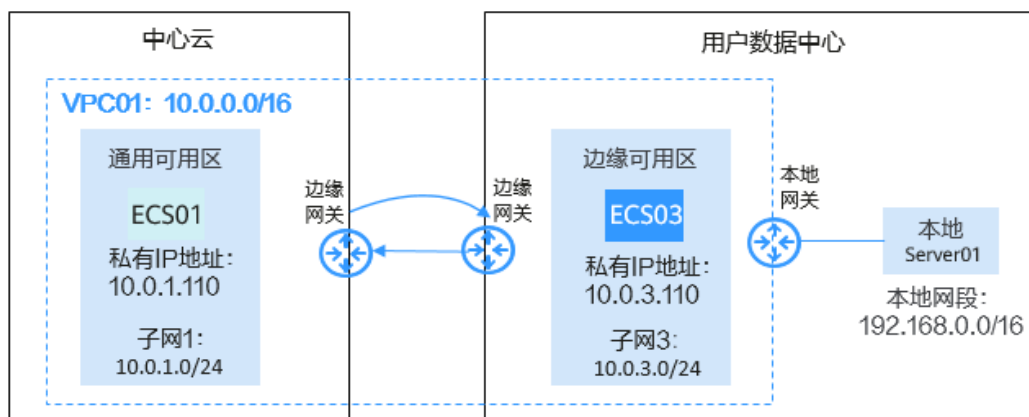 中心云
用户数据中心
VPC01: 10.0.0.0/16
通用可用区
ECS01
私有IP地址:
10.0.1.110
子网1:
10.0.1.0/24
边缘
网关
边缘
网关
边缘可用区
ECS03
私有IP地址:
10.0.3.110
子网3:
10.0.3.0/24
本地
网关
本地
Server01
本地网段:
192.168.0.0/16